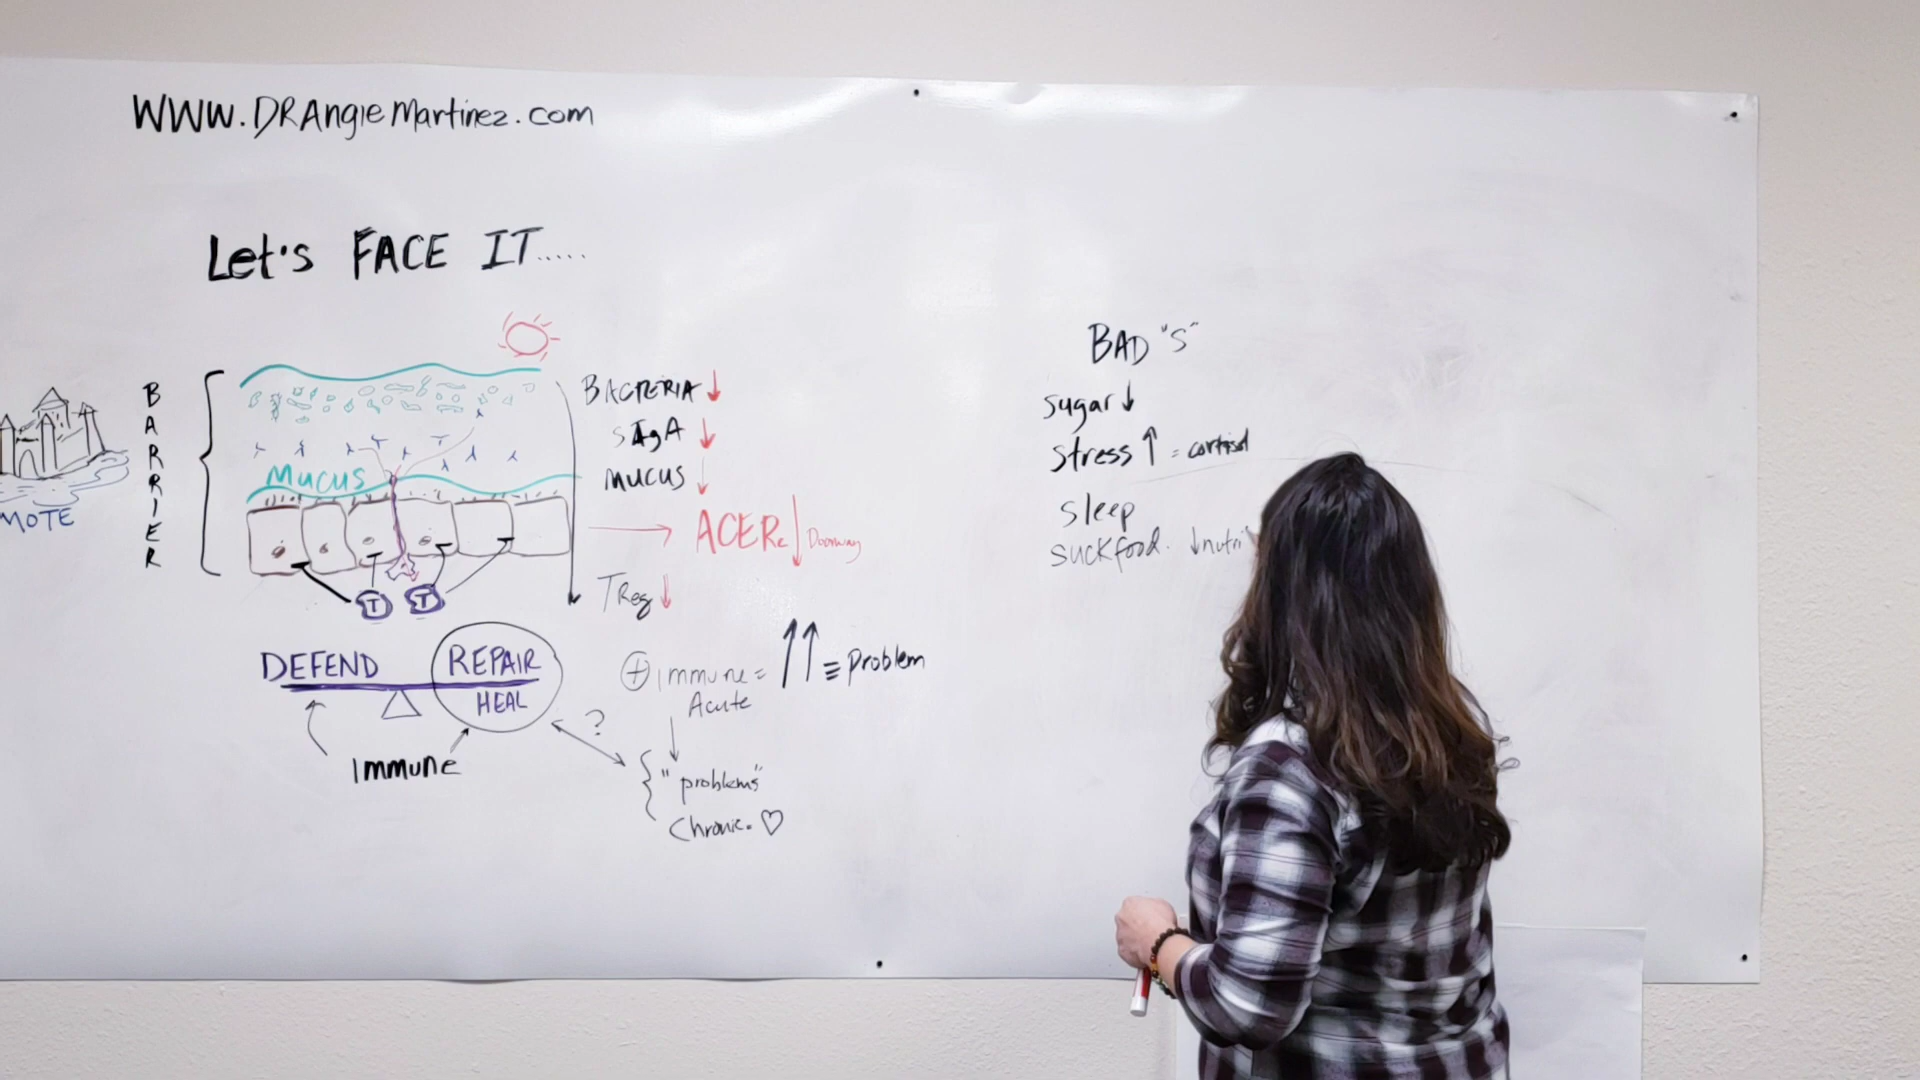 WWW.DRAngieMartinez.com
Let's FACE IT.....
BARRIER
MOTE
Mucus
T T
BACTERIA ↓
SIgA ↓
MUCUS ↓
→ ACERe ↓ Doorway
TReg ↓
DEFEND REPAIR
HEAL
Immune
?
⊕ immune = ↑↑ ≡ Problem
Acute
"problems"
Chronic. ♡
BAD "S"
sugar ↓
stress ↑ = cortisol
sleep
suckfood. ↓nutri